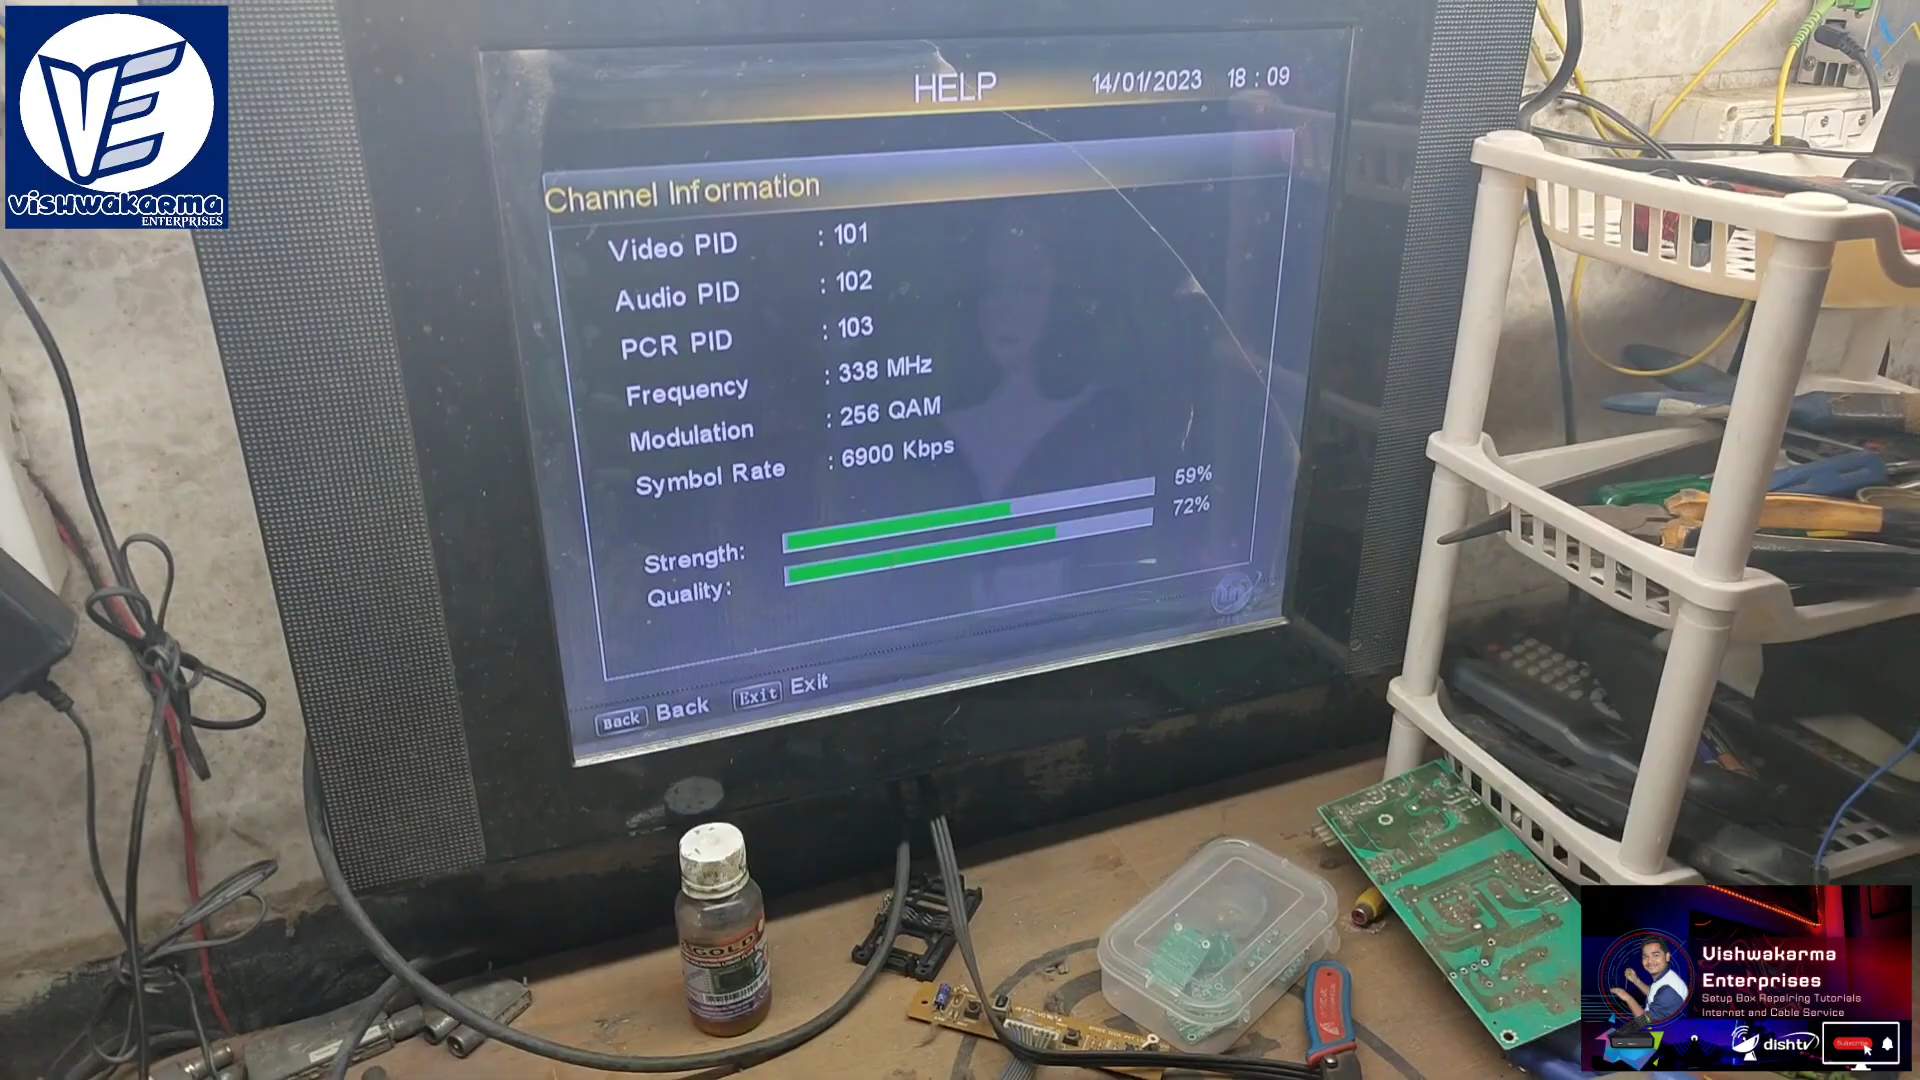 VE
VISHWAKARMA
ENTERPRISES
HELP 14/01/2023 18 : 09
Channel Information
Video PID : 101
Audio PID : 102
PCR PID : 103
Frequency : 338 MHz
Modulation : 256 QAM
Symbol Rate : 6900 Kbps
Strength: 59%
Quality: 72%
Back Back Exit Exit
GOLD
Vishwakarma
Enterprises
Setup Box Repairing Tutorials
Internet and Cable Service
dishtv
Subscribe